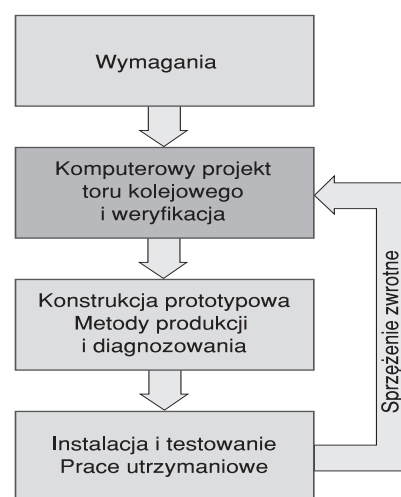 Wymagania
Komputerowy projekt
toru kolejowego
i weryfikacja
Konstrukcja prototypowa
Metody produkcji
i diagnozowania
Instalacja i testowanie
Prace utrzymaniowe
Sprzężenie zwrotne